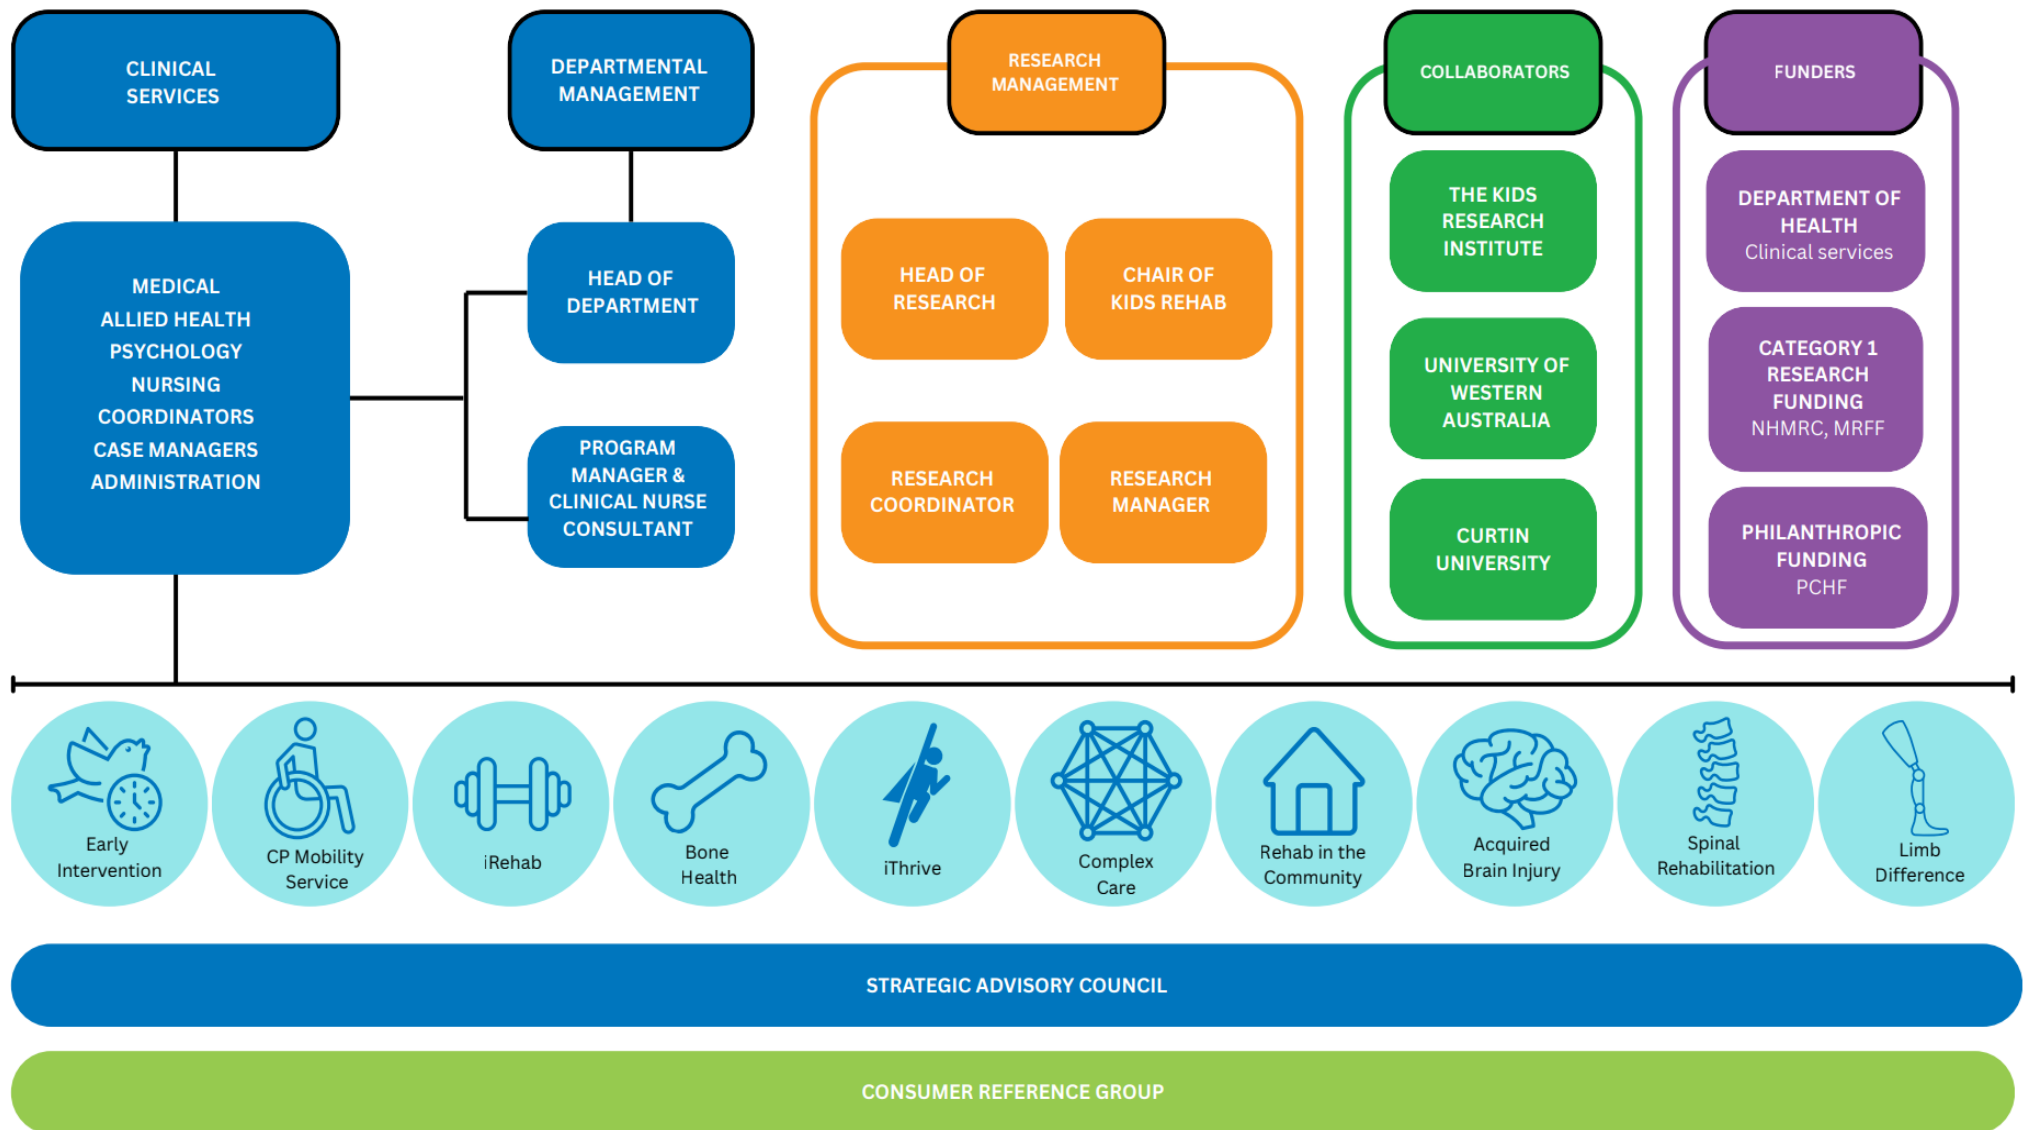 CLINICAL
SERVICES
DEPARTMENTAL
MANAGEMENT
RESEARCH
MANAGEMENT
COLLABORATORS
FUNDERS
MEDICAL
ALLIED HEALTH
PSYCHOLOGY
NURSING
COORDINATORS
CASE MANAGERS
ADMINISTRATION
HEAD OF
DEPARTMENT
PROGRAM
MANAGER &
CLINICAL NURSE
CONSULTANT
HEAD OF
RESEARCH
CHAIR OF
KIDS REHAB
RESEARCH
COORDINATOR
RESEARCH
MANAGER
THE KIDS
RESEARCH
INSTITUTE
UNIVERSITY OF
WESTERN
AUSTRALIA
CURTIN
UNIVERSITY
DEPARTMENT OF
HEALTH
Clinical services
CATEGORY 1
RESEARCH
FUNDING
NHMRC, MRFF
PHILANTHROPIC
FUNDING
PCHF
Early
Intervention
CP Mobility
Service
iRehab
Bone
Health
iThrive
Complex
Care
Rehab in the
Community
Acquired
Brain Injury
Spinal
Rehabilitation
Limb
Difference
STRATEGIC ADVISORY COUNCIL
CONSUMER REFERENCE GROUP